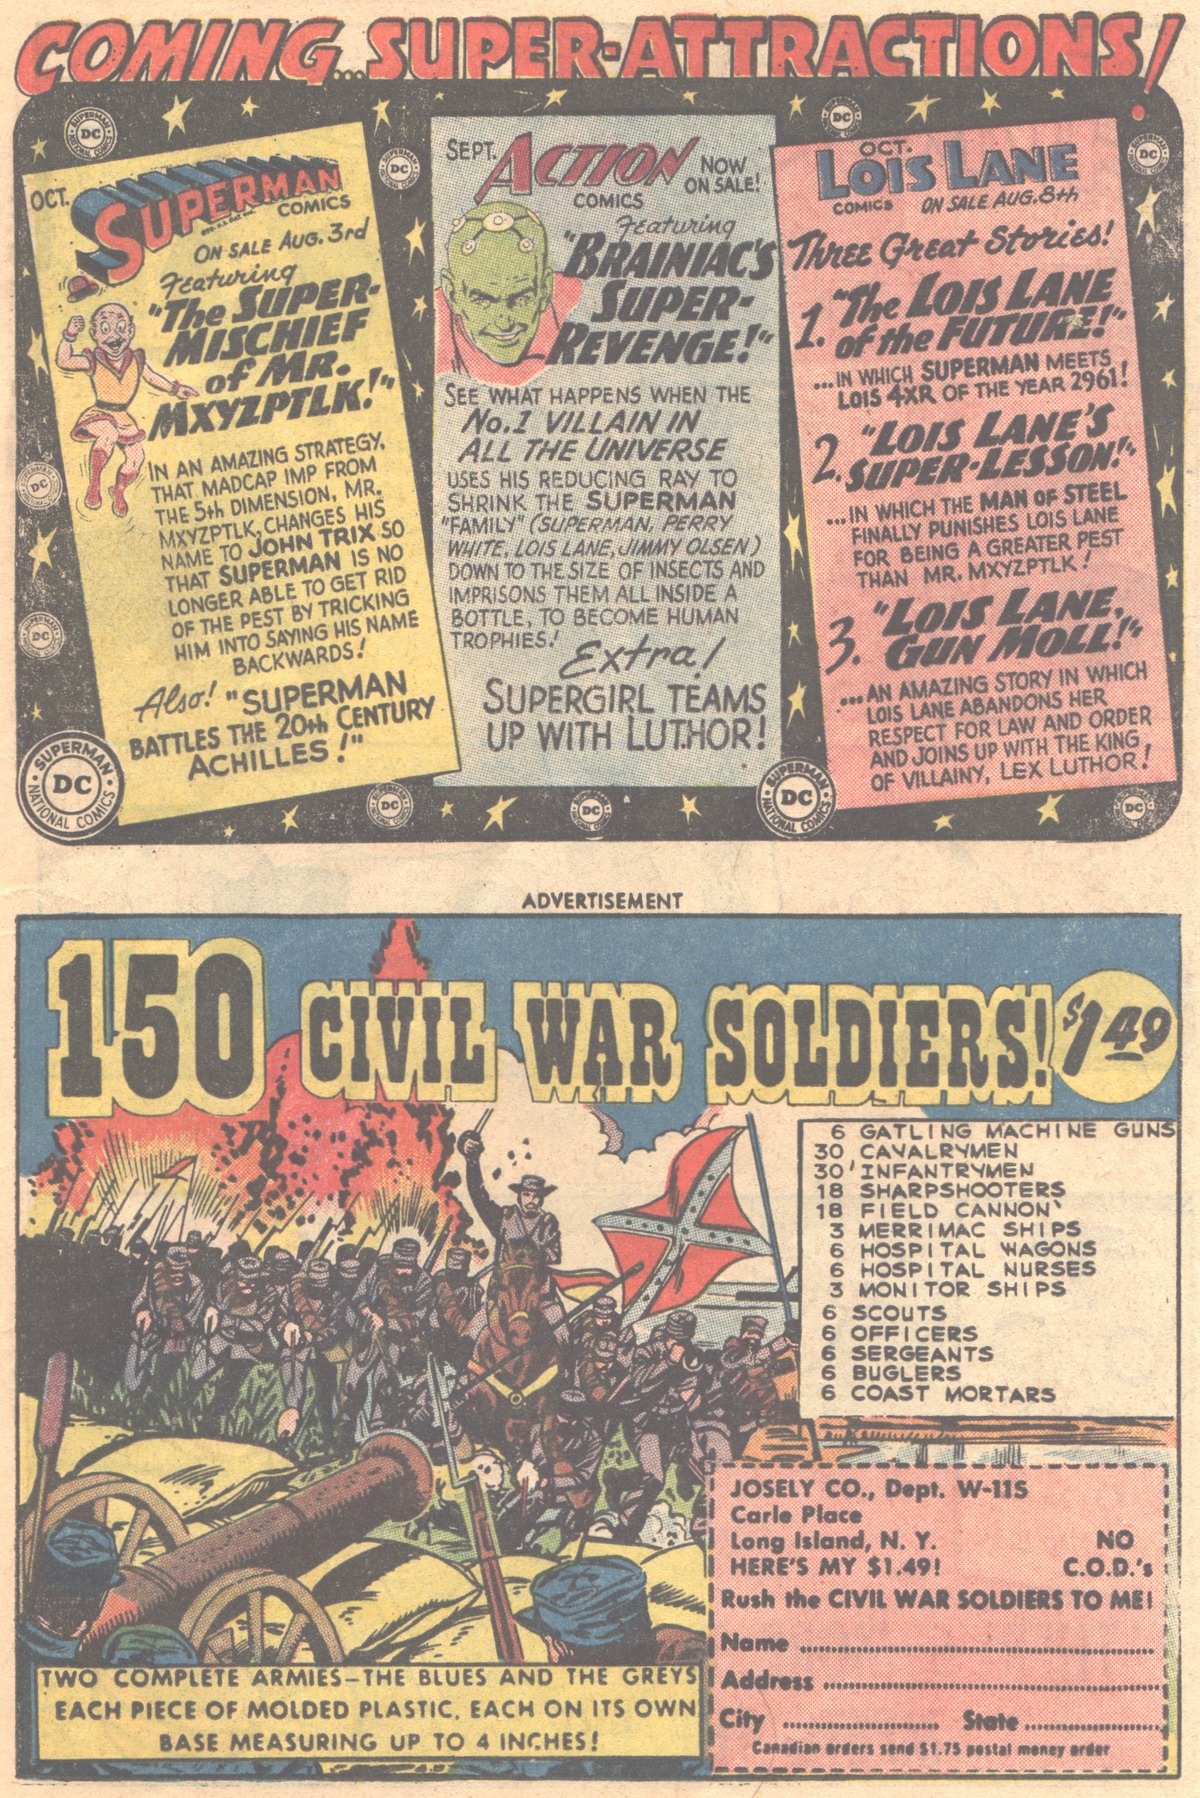 COMING...SUPER-ATTRACTIONS!
SUPERMAN
DC
NATIONAL COMICS
OCT.
SUPERMAN
COMICS
ON SALE AUG. 3rd
Featuring
"The SUPER-
MISCHIEF
of MR.
MXYZPTLK!"
IN AN AMAZING STRATEGY,
THAT MADCAP IMP FROM
THE 5th DIMENSION, MR.
MXYZPTLK, CHANGES HIS
NAME TO JOHN TRIX SO
THAT SUPERMAN IS NO
LONGER ABLE TO GET RID
OF THE PEST BY TRICKING
HIM INTO SAYING HIS NAME
BACKWARDS!
Also! "SUPERMAN
BATTLES THE 20th CENTURY
ACHILLES!"
SUPERMAN
DC
NATIONAL COMICS
SEPT.
ACTION
COMICS
NOW
ON SALE!
Featuring
"BRAINIAC'S
SUPER-
REVENGE!"
SEE WHAT HAPPENS WHEN THE
No.1 VILLAIN IN
ALL THE UNIVERSE
USES HIS REDUCING RAY TO
SHRINK THE SUPERMAN
"FAMILY" (SUPERMAN, PERRY
WHITE, LOIS LANE, JIMMY OLSEN)
DOWN TO THE SIZE OF INSECTS AND
IMPRISONS THEM ALL INSIDE A
BOTTLE, TO BECOME HUMAN
TROPHIES!
Extra!
SUPERGIRL TEAMS
UP WITH LUTHOR!
OCT.
LOIS LANE
COMICS ON SALE AUG. 8th
Three Great Stories!
1. "The LOIS LANE
of the FUTURE!"
...IN WHICH SUPERMAN MEETS
LOIS 4XR OF THE YEAR 2961!
2. "LOIS LANE'S
SUPER-LESSON!"
...IN WHICH THE MAN OF STEEL
FINALLY PUNISHES LOIS LANE
FOR BEING A GREATER PEST
THAN MR. MXYZPTLK!
3. "LOIS LANE,
GUN MOLL!"
...AN AMAZING STORY IN WHICH
LOIS LANE ABANDONS HER
RESPECT FOR LAW AND ORDER
AND JOINS UP WITH THE KING
OF VILLAINY, LEX LUTHOR!
SUPERMAN
DC
NATIONAL COMICS
ADVERTISEMENT
150 CIVIL WAR SOLDIERS! $1.49
6 GATLING MACHINE GUNS
30 CAVALRYMEN
30 INFANTRYMEN
18 SHARPSHOOTERS
18 FIELD CANNON
3 MERRIMAC SHIPS
6 HOSPITAL WAGONS
6 HOSPITAL NURSES
3 MONITOR SHIPS
6 SCOUTS
6 OFFICERS
6 SERGEANTS
6 BUGLERS
6 COAST MORTARS
TWO COMPLETE ARMIES—THE BLUES AND THE GREYS
EACH PIECE OF MOLDED PLASTIC, EACH ON ITS OWN
BASE MEASURING UP TO 4 INCHES!
JOSELY CO., Dept. W-11S
Carle Place
Long Island, N. Y.
HERE'S MY $1.49!
NO
C.O.D.'s
Rush the CIVIL WAR SOLDIERS TO ME!
Name
Address
City State
Canadian orders send $1.75 postal money order